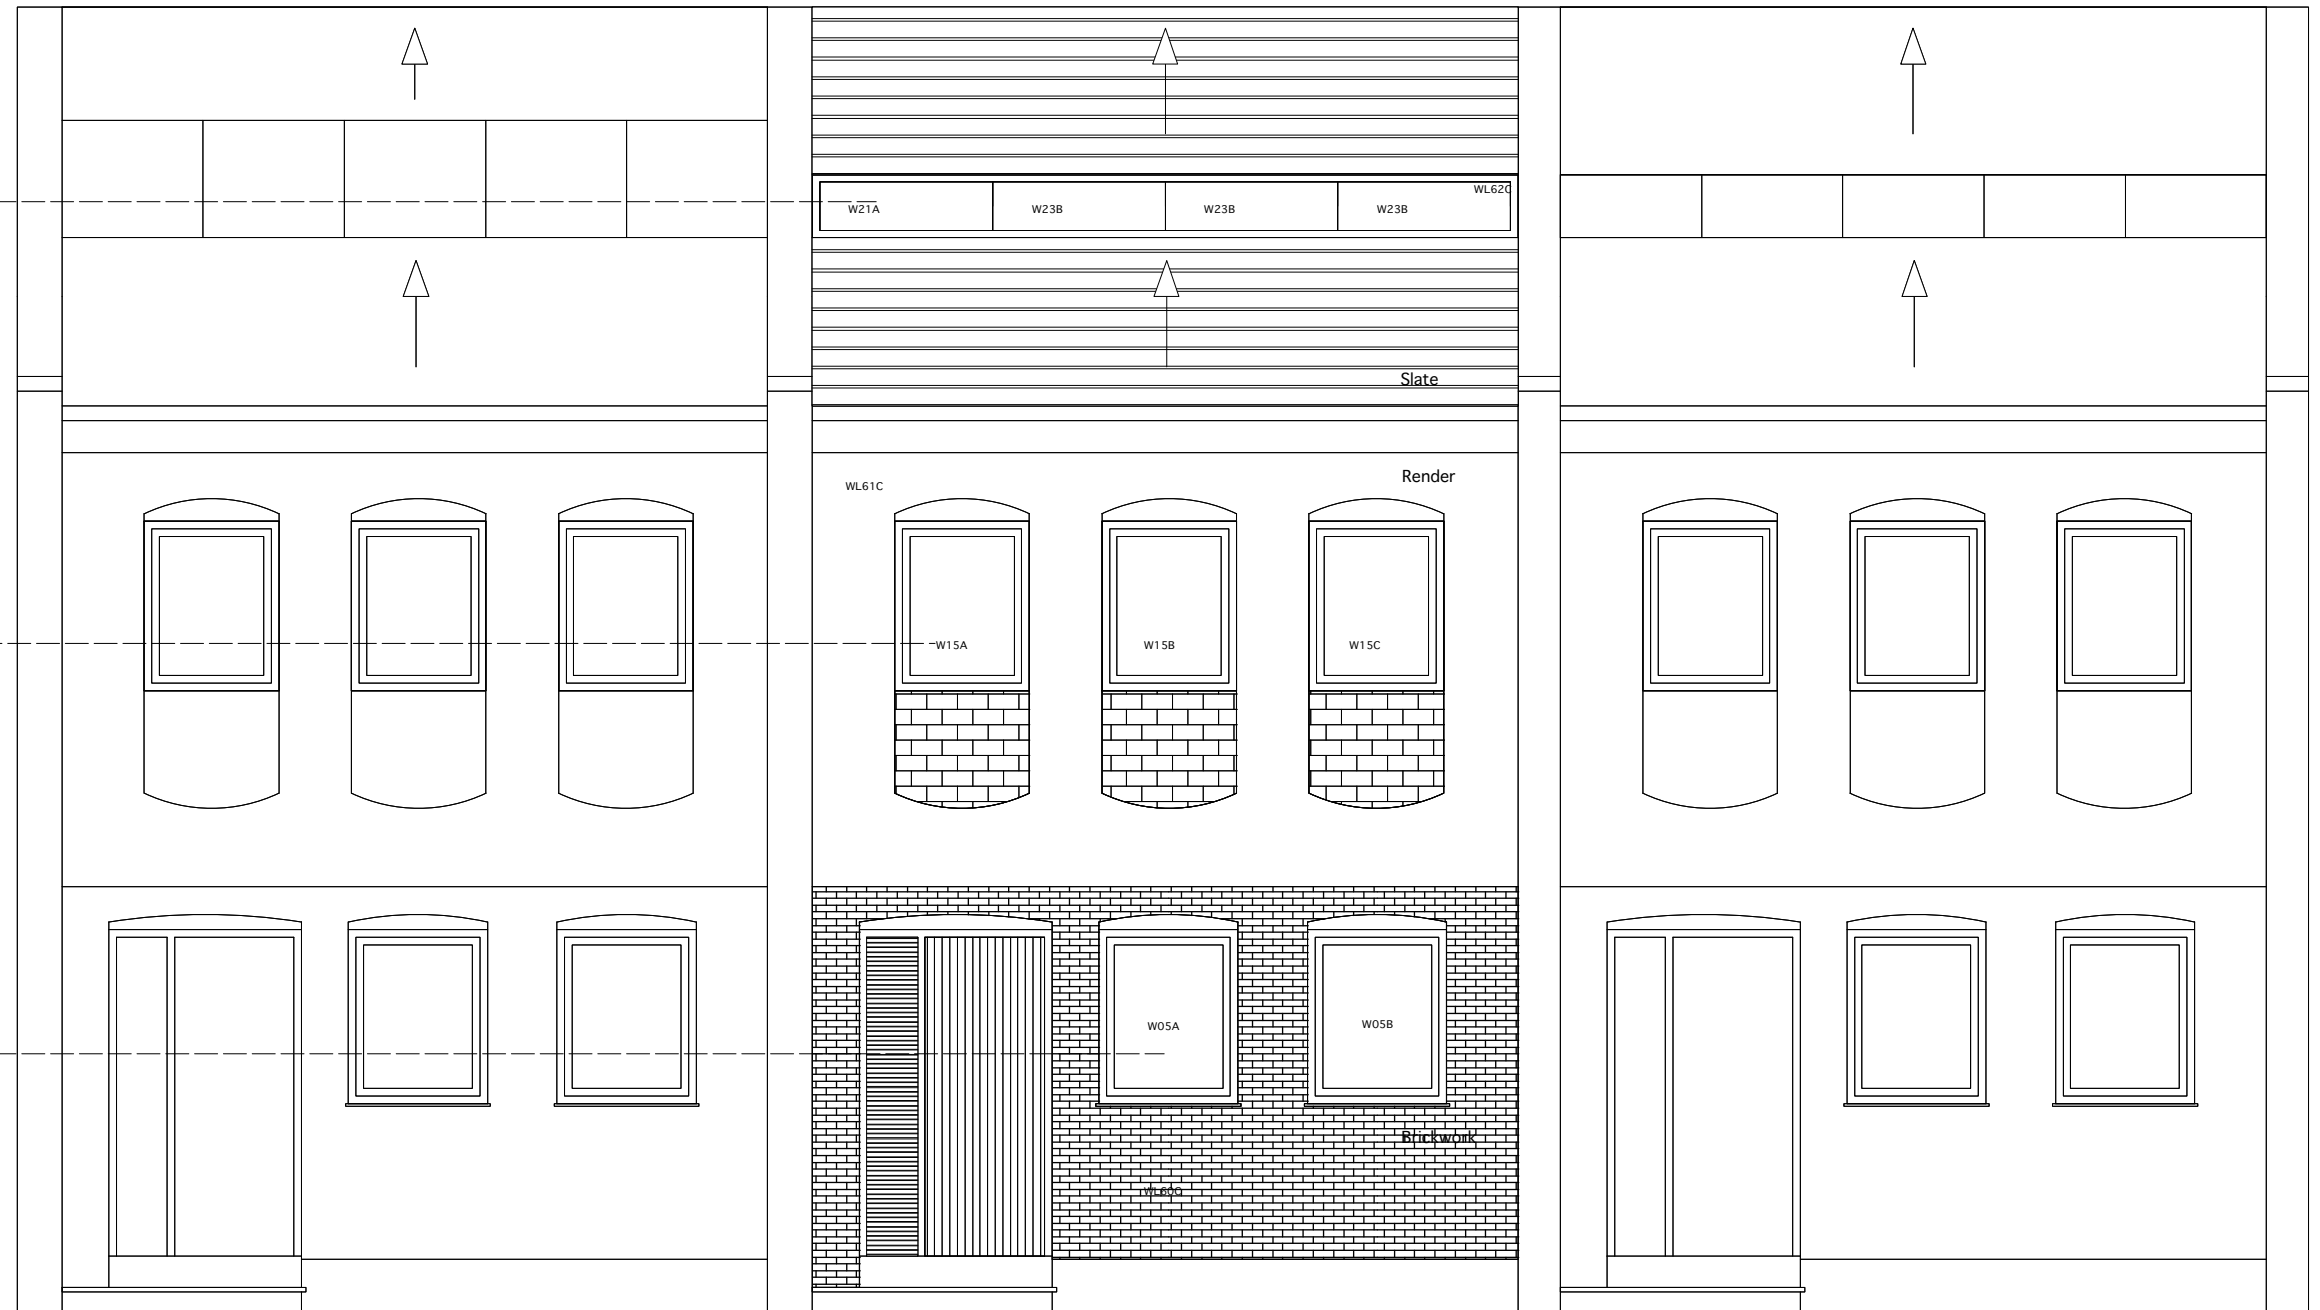 WL62C
W21A W23B W23B W23B
Slate
Render
WL61C
W15A W15B W15C
W05A W05B
Brickwork
WL60C